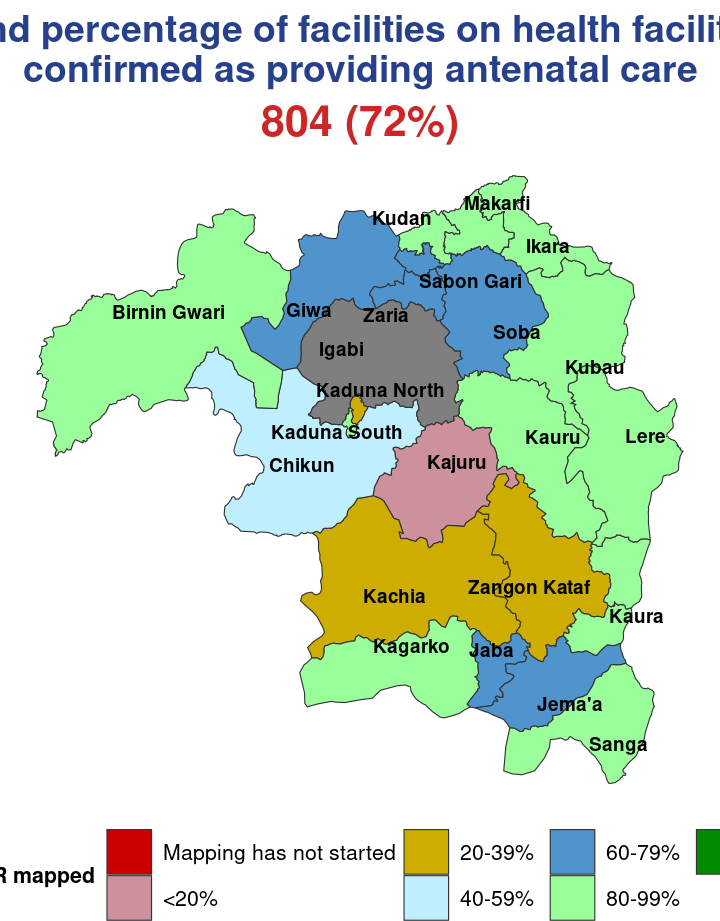 nd percentage of facilities on health facilit
confirmed as providing antenatal care
804 (72%)
Makarfi
Kudan
Ikara
Sabon Gari
Birnin Gwari
Giwa
Zaria
Soba
Igabi
Kubau
Kaduna North
Kaduna South
Kauru
Lere
Chikun
Kajuru
Kachia
Zangon Kataf
Kaura
Kagarko
Jaba
Jema'a
Sanga
R mapped
Mapping has not started
20-39%
60-79%
<20%
40-59%
80-99%